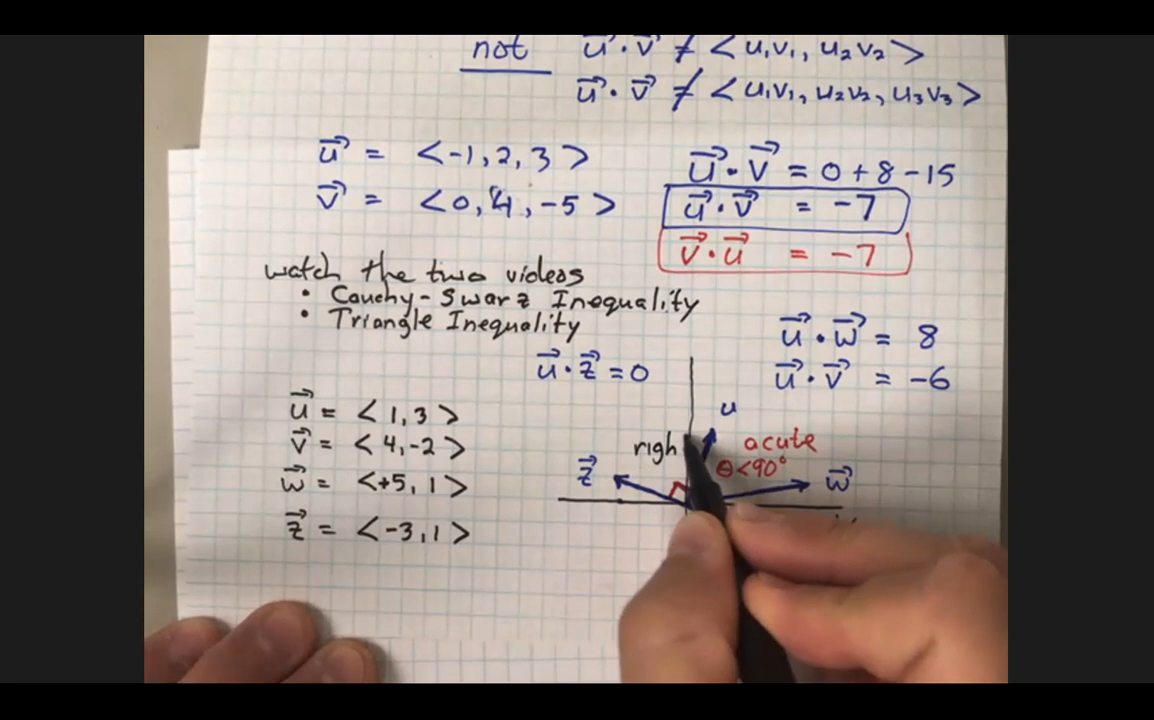 not u⃗ · v⃗ ≠ < u₁v₁, u₂v₂ >
u⃗ · v⃗ ≠ < u₁v₁, u₂v₂, u₃v₃ >
u⃗ = < -1, 2, 3 >
v⃗ = < 0, 4, -5 >
u⃗ · v⃗ = 0 + 8 - 15
u⃗ · v⃗ = -7
v⃗ · u⃗ = -7
watch the two videos
• Cauchy - Swarz Inequality
• Triangle Inequality
u⃗ · w⃗ = 8
u⃗ · v⃗ = -6
u⃗ · z⃗ = 0
u⃗ = < 1, 3 >
v⃗ = < 4, -2 >
w⃗ = < +5, 1 >
z⃗ = < -3, 1 >
u
righ
acute
θ < 90°
z⃗
w⃗